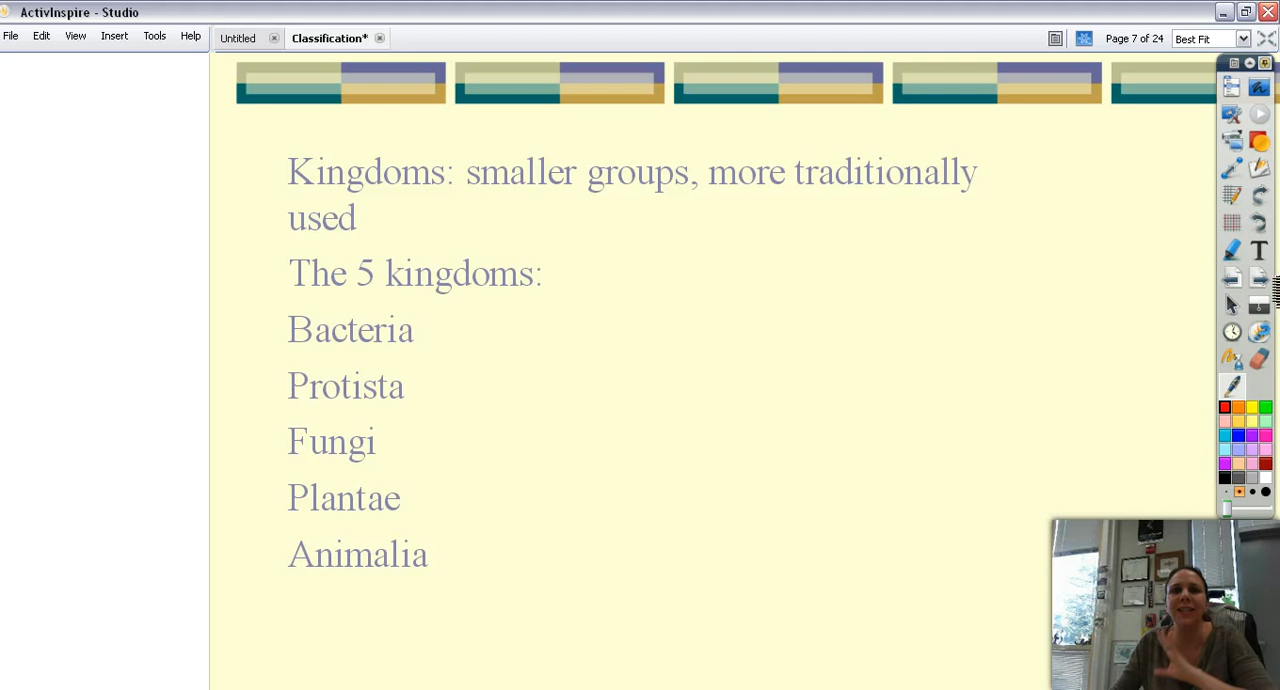 ActivInspire - Studio
File Edit View Insert Tools Help
Untitled Classification* Page 7 of 24 Best Fit
Kingdoms: smaller groups, more traditionally
used
The 5 kingdoms:
Bacteria
Protista
Fungi
Plantae
Animalia